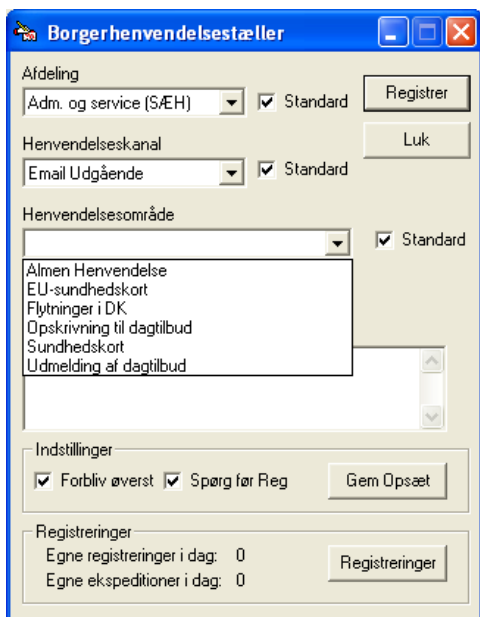 Borgerhenvendelsestæller
Afdeling
Adm. og service (SÆH)
Standard
Registrer
Luk
Henvendelseskanal
Email Udgående
Standard
Henvendelsesområde
Standard
Almen Henvendelse
EU-sundhedskort
Flytninger i DK
Opskrivning til dagtilbud
Sundhedskort
Udmelding af dagtilbud
Indstillinger
Forbliv øverst
Spørg før Reg
Gem Opsæt
Registreringer
Egne registreringer i dag: 0
Egne ekspeditioner i dag: 0
Registreringer